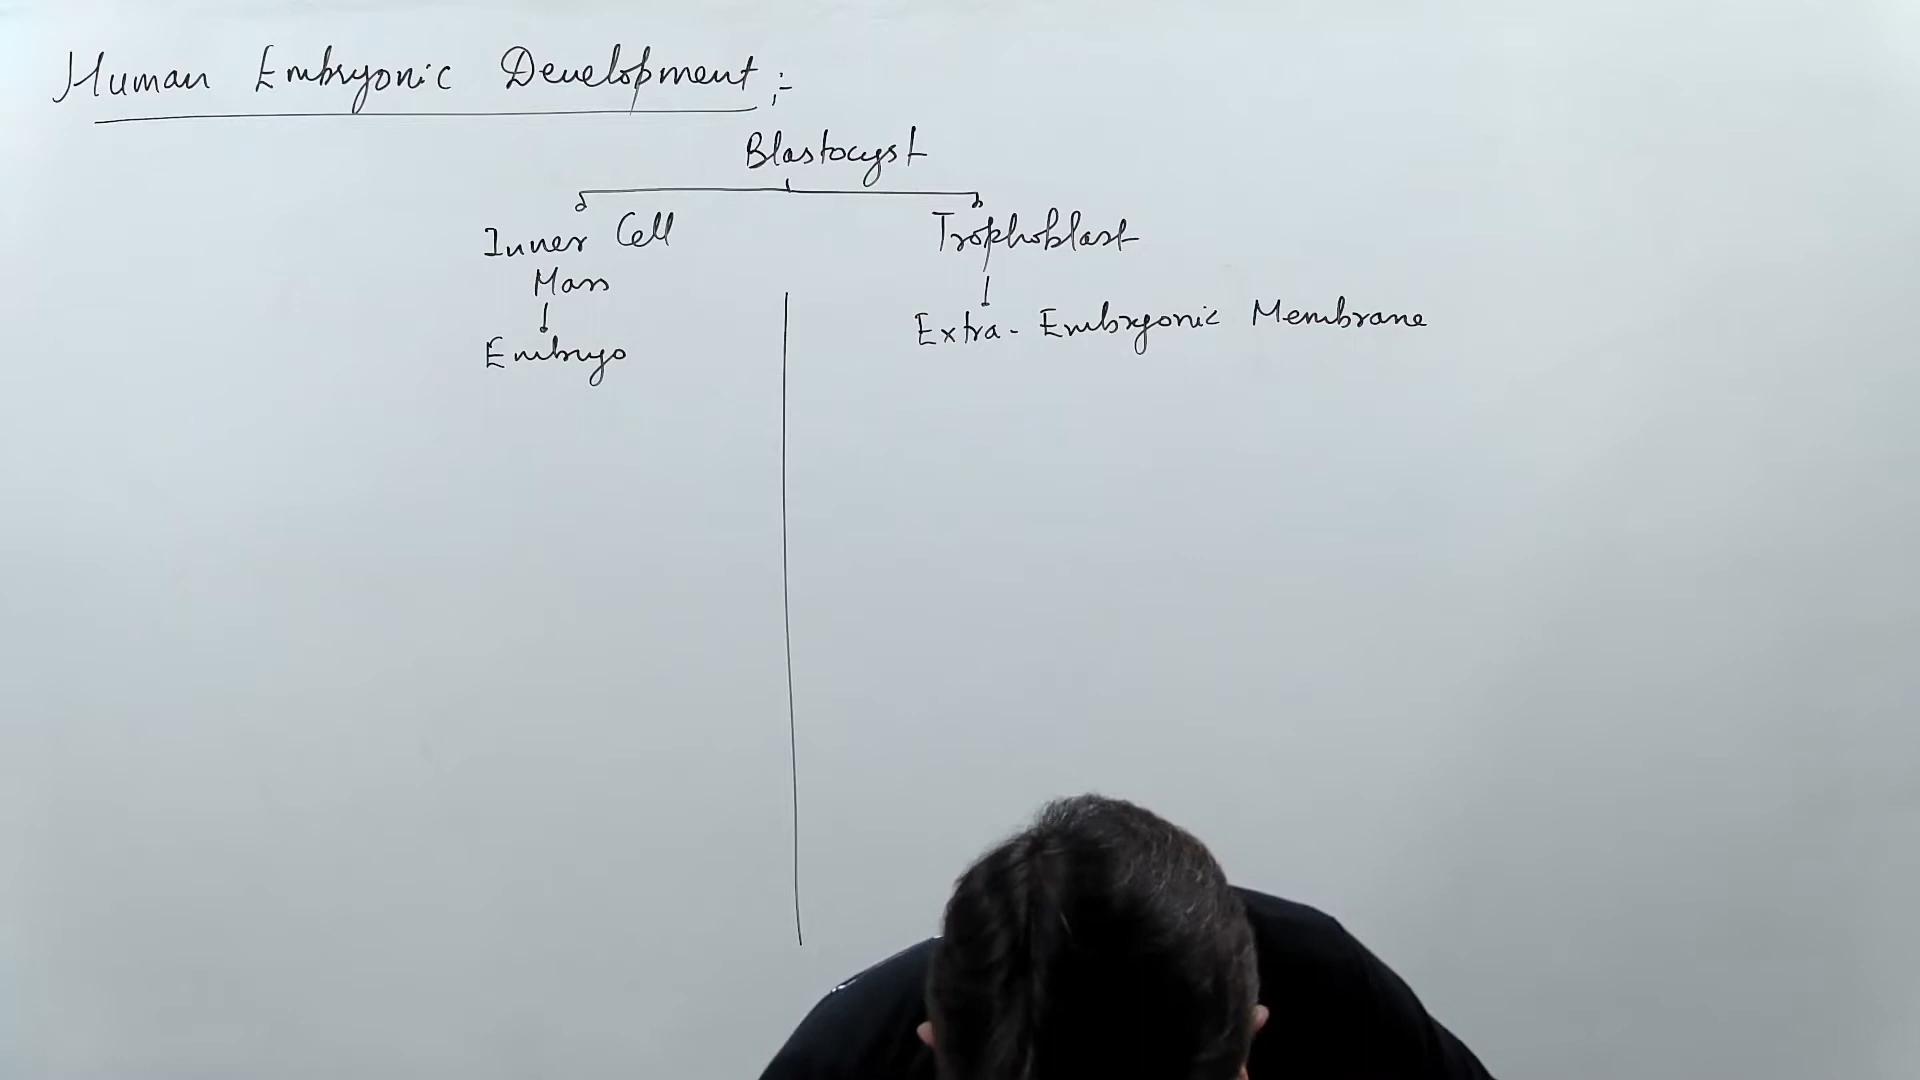 Human Embryonic Development :-
Blastocyst
Inner Cell
Mass
Embryo
Trophoblast
Extra-Embryonic Membrane